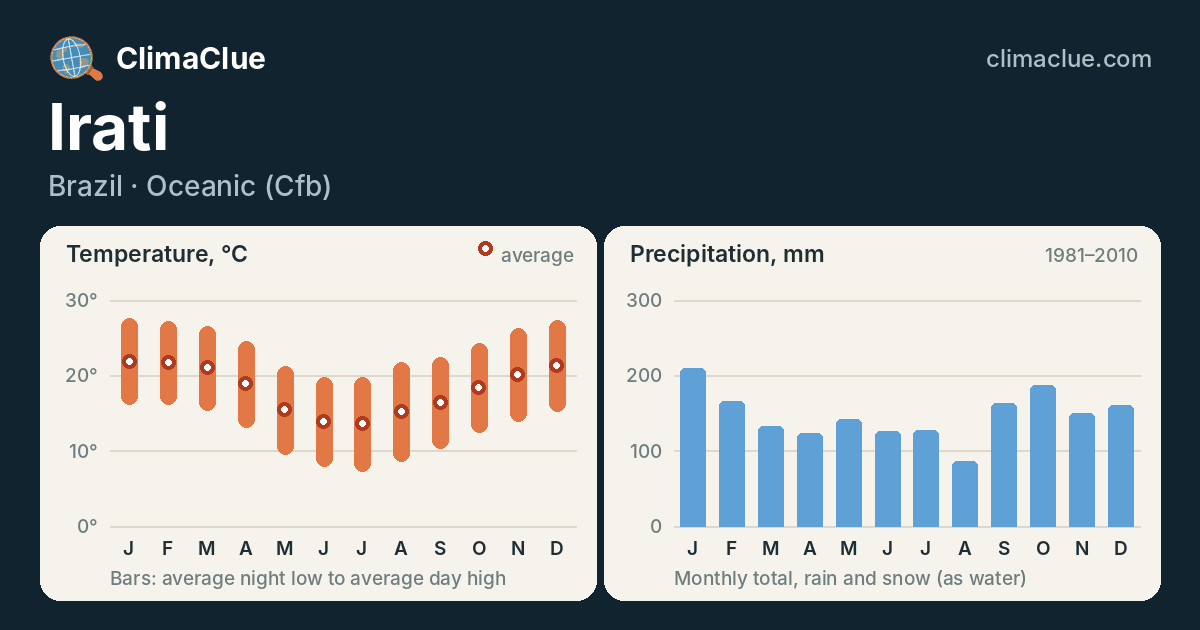 ClimaClue
climaclue.com
Irati
Brazil · Oceanic (Cfb)
Temperature, °C
average
30°
20°
10°
0°
J F M A M J J A S O N D
Bars: average night low to average day high
Precipitation, mm
1981–2010
300
200
100
0
J F M A M J J A S O N D
Monthly total, rain and snow (as water)